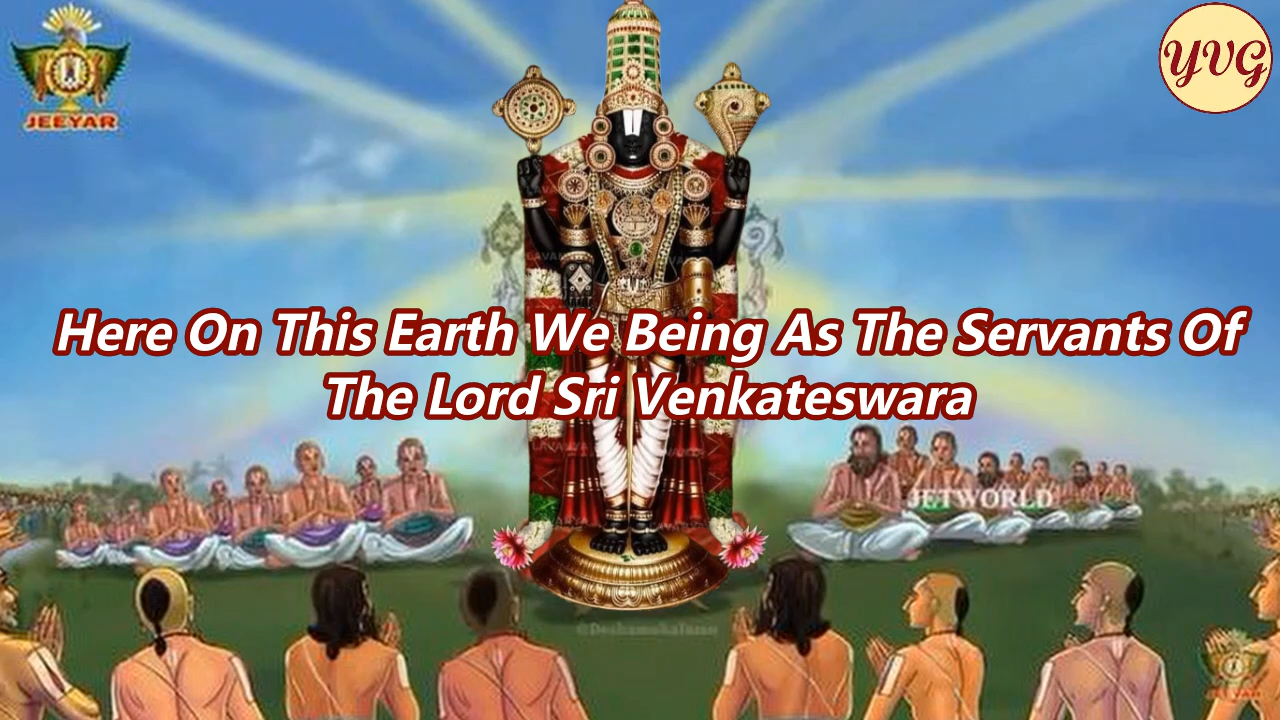 JEEYAR
YVG
Here On This Earth We Being As The Servants Of
The Lord Sri Venkateswara
JETWORLD